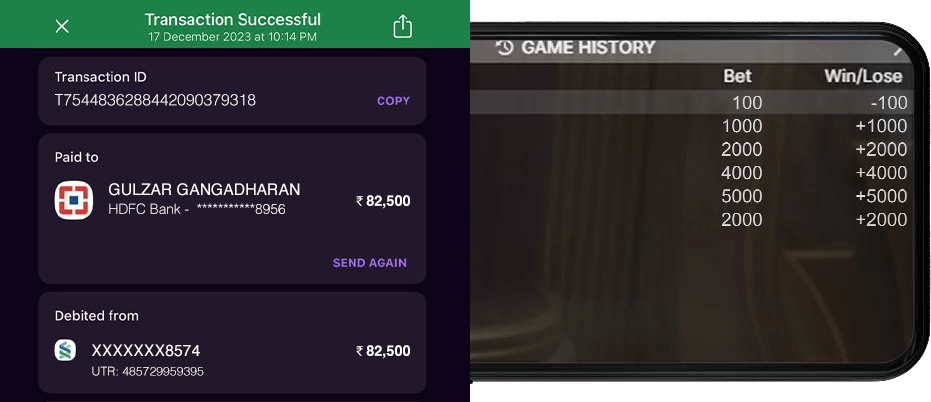 Transaction Successful
17 December 2023 at 10:14 PM
Transaction ID
T7544836288442090379318
COPY
Paid to
GULZAR GANGADHARAN
₹ 82,500
HDFC Bank - ***********8956
SEND AGAIN
Debited from
XXXXXXX8574
₹ 82,500
UTR: 485729959395
GAME HISTORY
Bet Win/Lose
100 -100
1000 +1000
2000 +2000
4000 +4000
5000 +5000
2000 +2000